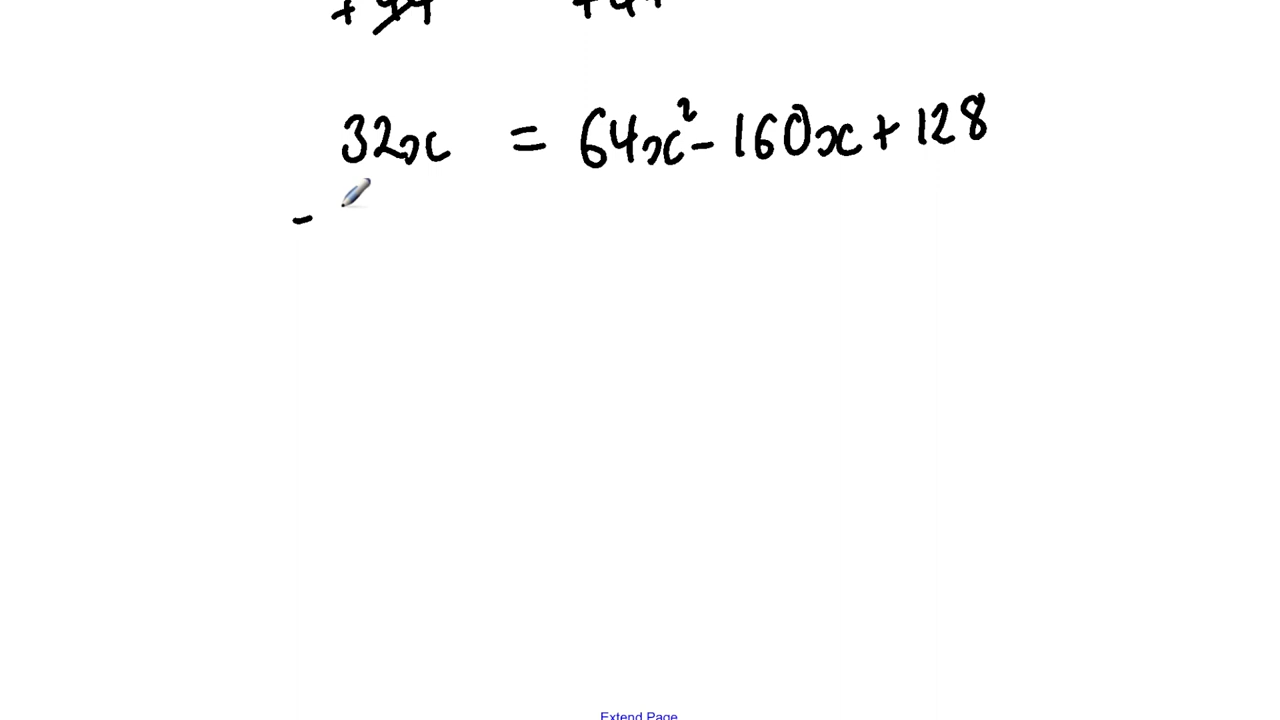 32x = 64x² - 160x + 128
-
Extend Page